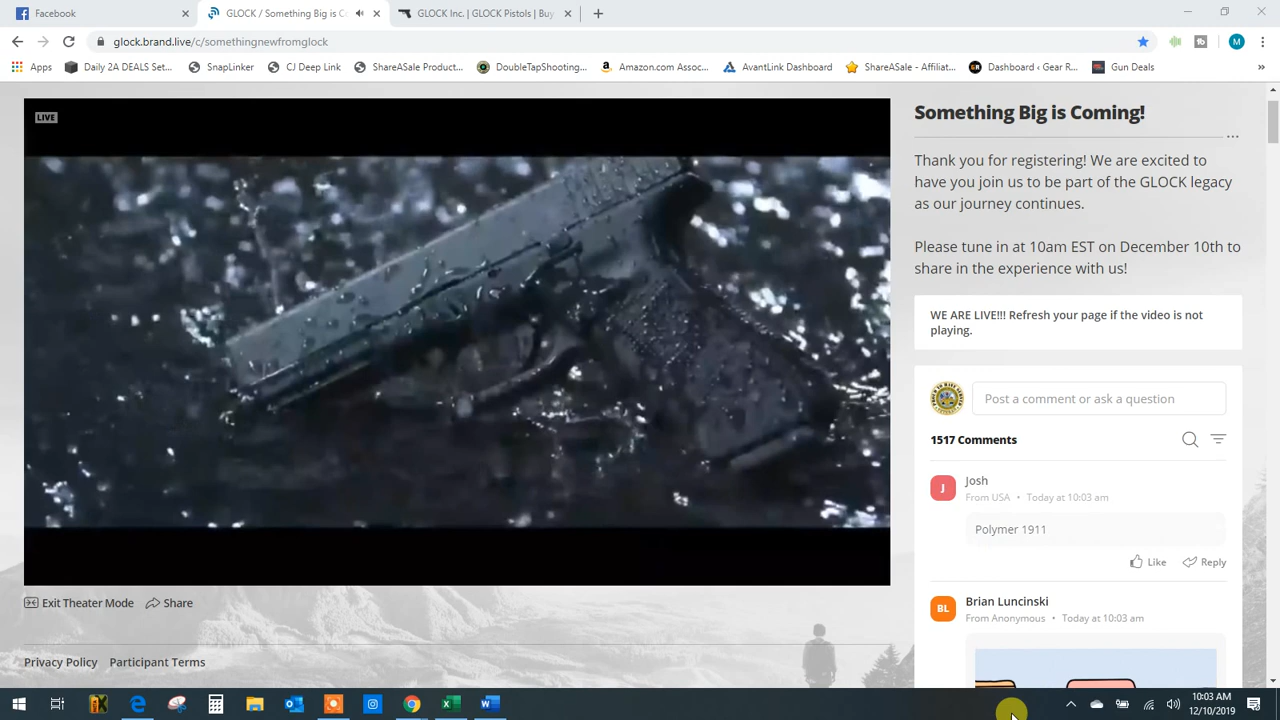 Facebook
GLOCK / Something Big is C
GLOCK Inc. | GLOCK Pistols | Buy
glock.brand.live/c/somethingnewfromglock
M
Apps
Daily 2A DEALS Set...
SnapLinker
CJ Deep Link
ShareASale Product...
DoubleTapShooting...
Amazon.com Assoc...
AvantLink Dashboard
ShareASale - Affiliat...
Dashboard ‹ Gear R...
Gun Deals
»
LIVE
Something Big is Coming!
...
Thank you for registering! We are excited to
have you join us to be part of the GLOCK legacy
as our journey continues.
Please tune in at 10am EST on December 10th to
share in the experience with us!
WE ARE LIVE!!! Refresh your page if the video is not
playing.
Post a comment or ask a question
1517 Comments
J
Josh
From USA • Today at 10:03 am
Polymer 1911
Like
Reply
BL
Brian Luncinski
From Anonymous • Today at 10:03 am
Exit Theater Mode
Share
Privacy Policy
Participant Terms
10:03 AM
12/10/2019